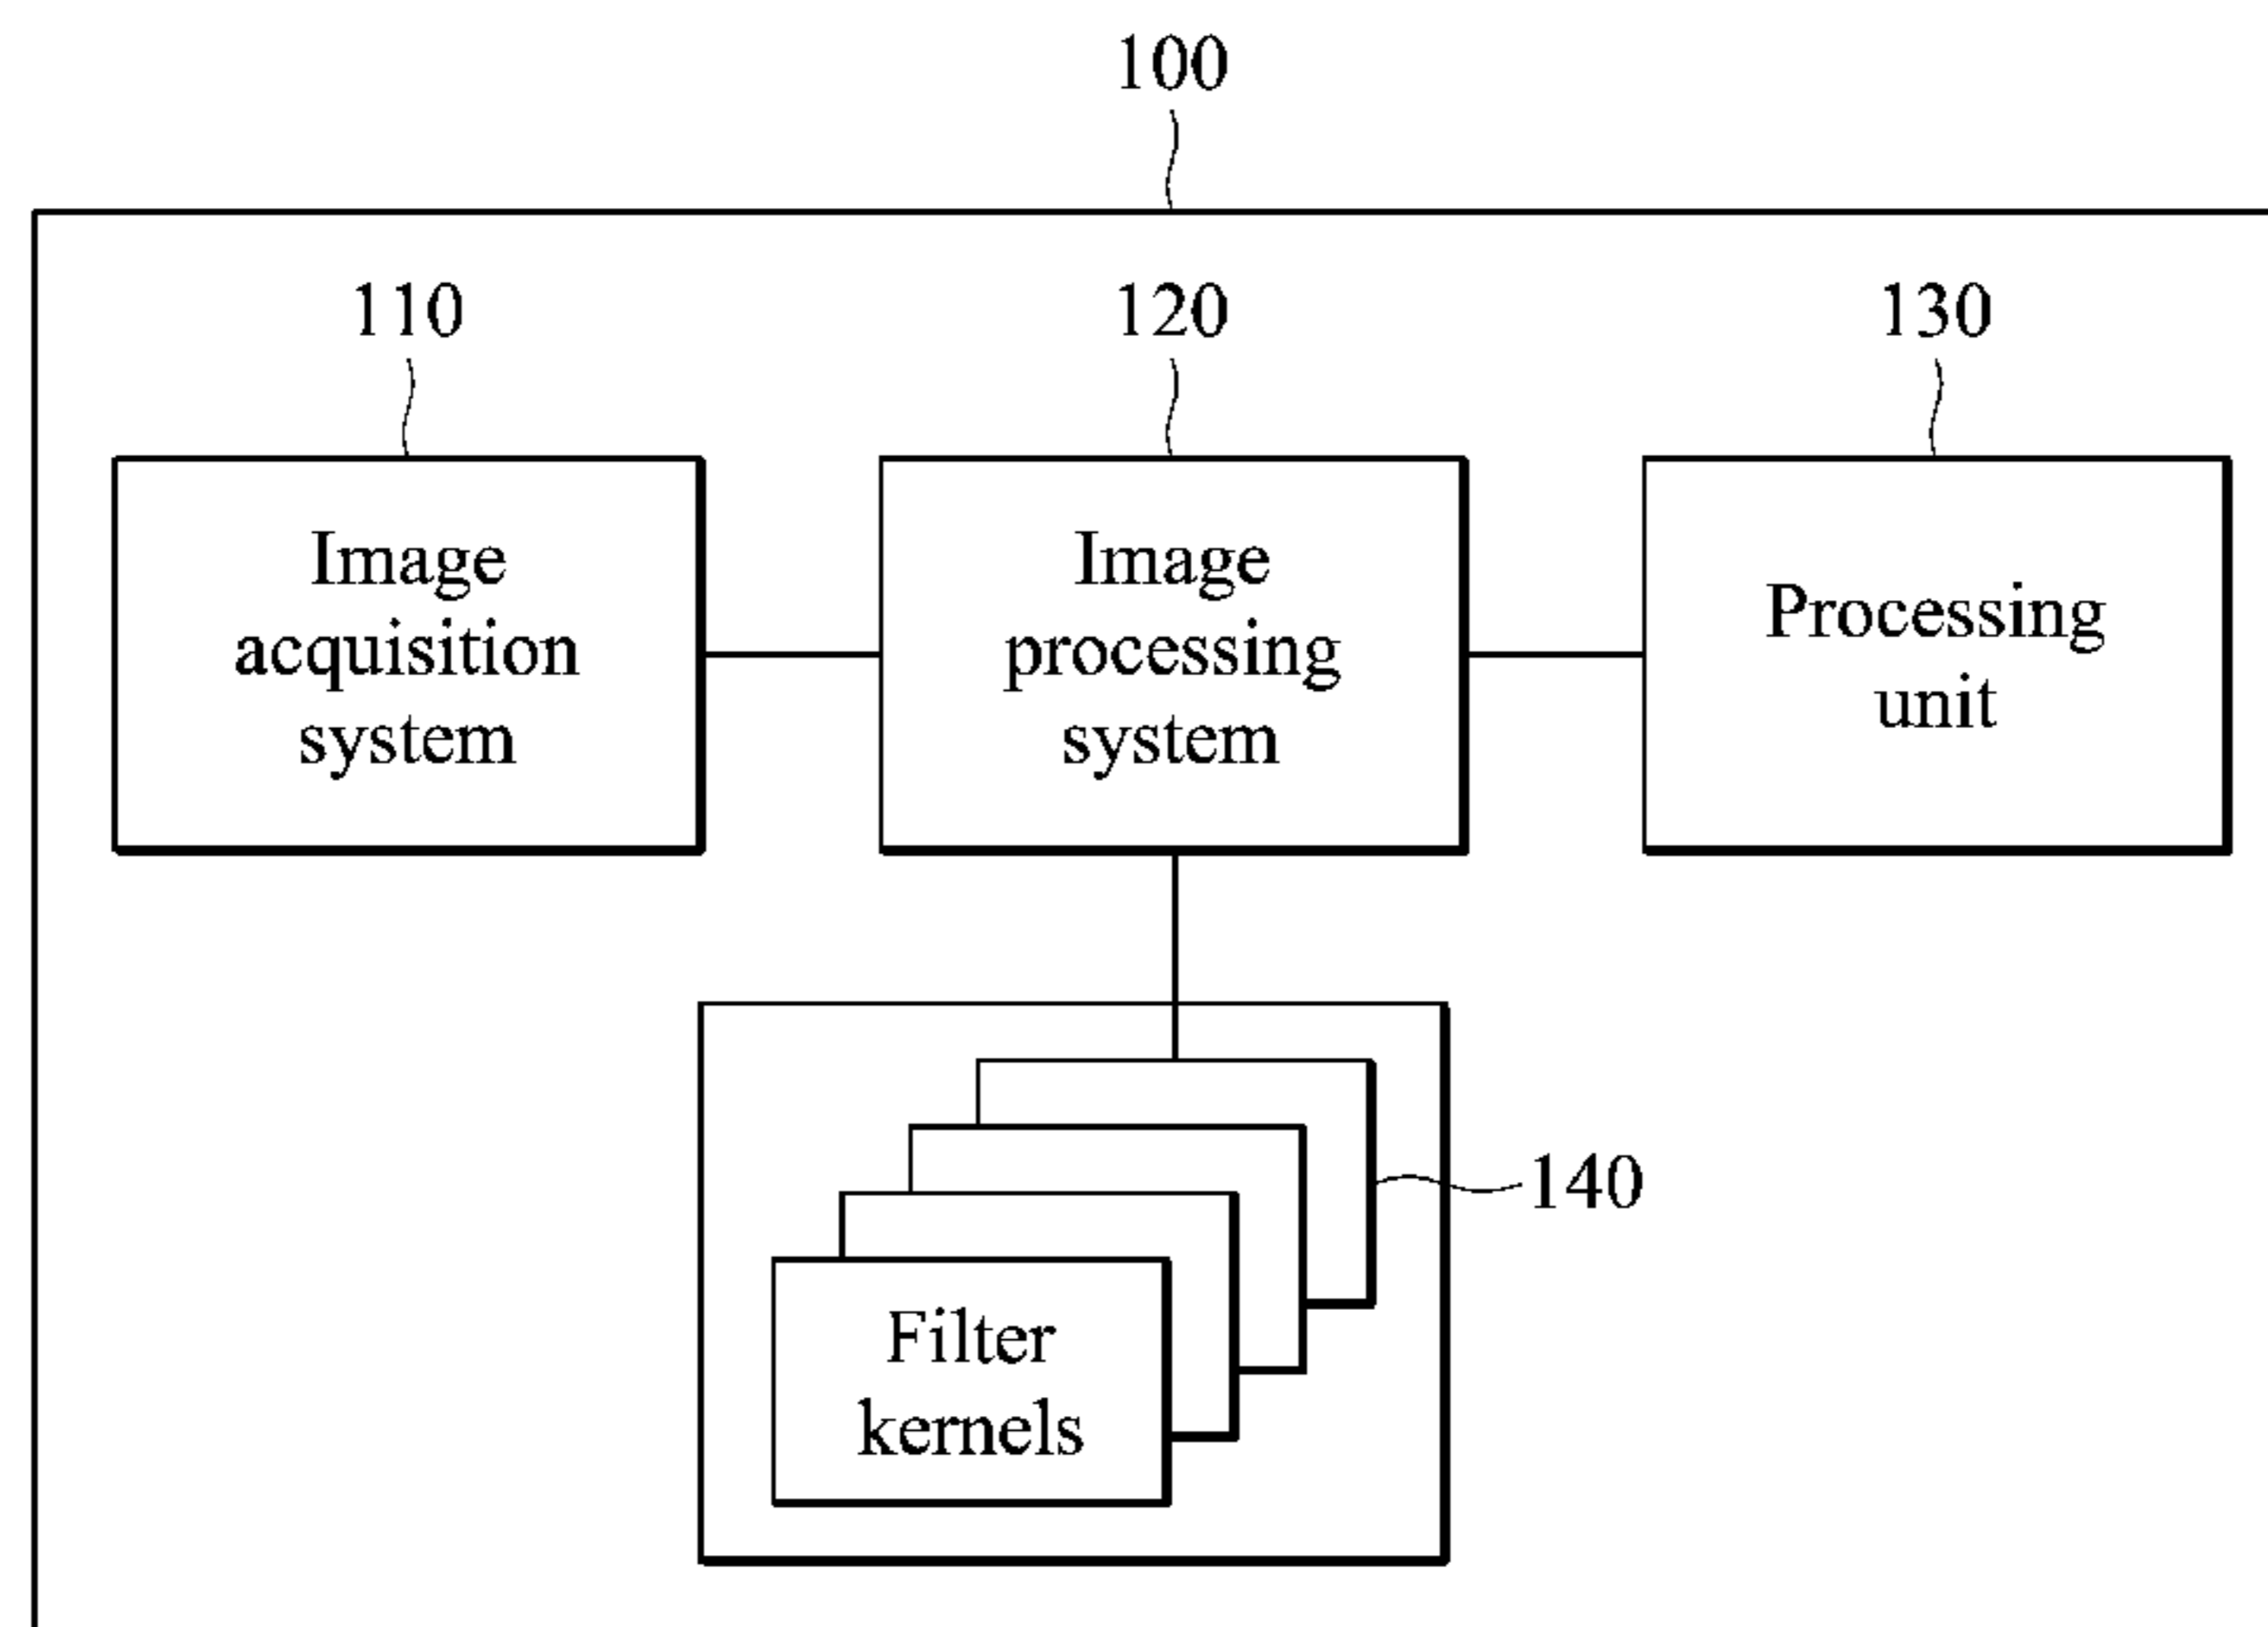 100
110
120
130
Image
acquisition
system
Image
processing
system
Processing
unit
140
Filter
kernels